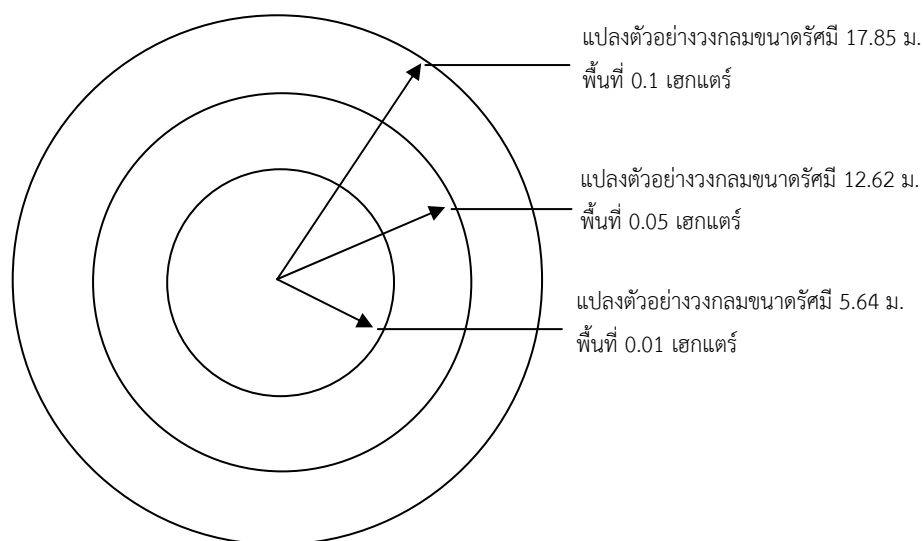 แปลงตัวอย่างวงกลมขนาดรัศมี 17.85 ม.
พื้นที่ 0.1 เฮกแตร์
แปลงตัวอย่างวงกลมขนาดรัศมี 12.62 ม.
พื้นที่ 0.05 เฮกแตร์
แปลงตัวอย่างวงกลมขนาดรัศมี 5.64 ม.
พื้นที่ 0.01 เฮกแตร์